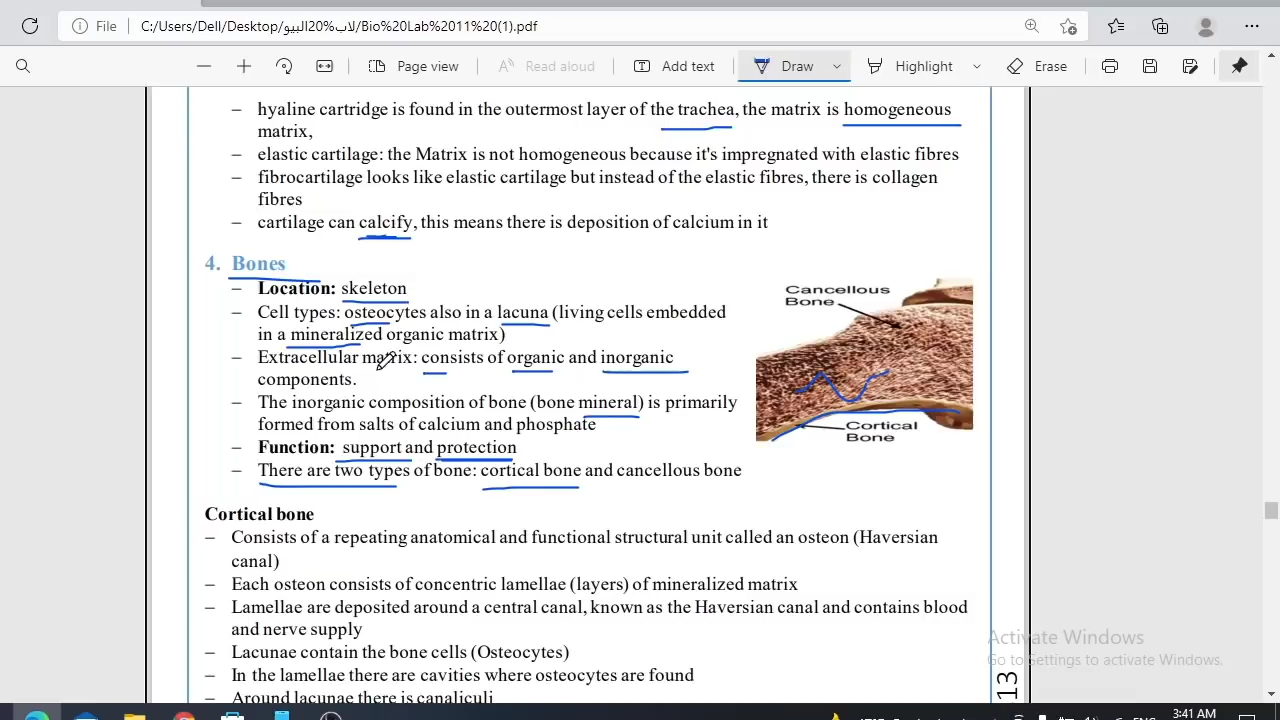 File
C:/Users/Dell/Desktop/لاب%20البيو/Bio%20Lab%2011%20(1).pdf
Page view
Read aloud
Add text
Draw
Highlight
Erase
– hyaline cartridge is found in the outermost layer of the trachea, the matrix is homogeneous
matrix,
– elastic cartilage: the Matrix is not homogeneous because it's impregnated with elastic fibres
– fibrocartilage looks like elastic cartilage but instead of the elastic fibres, there is collagen
fibres
– cartilage can calcify, this means there is deposition of calcium in it
4. Bones
– Location: skeleton
– Cell types: osteocytes also in a lacuna (living cells embedded
in a mineralized organic matrix)
– Extracellular matrix: consists of organic and inorganic
components.
– The inorganic composition of bone (bone mineral) is primarily
formed from salts of calcium and phosphate
– Function: support and protection
– There are two types of bone: cortical bone and cancellous bone
Cancellous
Bone
Cortical
Bone
Cortical bone
– Consists of a repeating anatomical and functional structural unit called an osteon (Haversian
canal)
– Each osteon consists of concentric lamellae (layers) of mineralized matrix
– Lamellae are deposited around a central canal, known as the Haversian canal and contains blood
and nerve supply
– Lacunae contain the bone cells (Osteocytes)
– In the lamellae there are cavities where osteocytes are found
– Around lacunae there is canaliculi
13
Activate Windows
Go to Settings to activate Windows.
3:41 AM